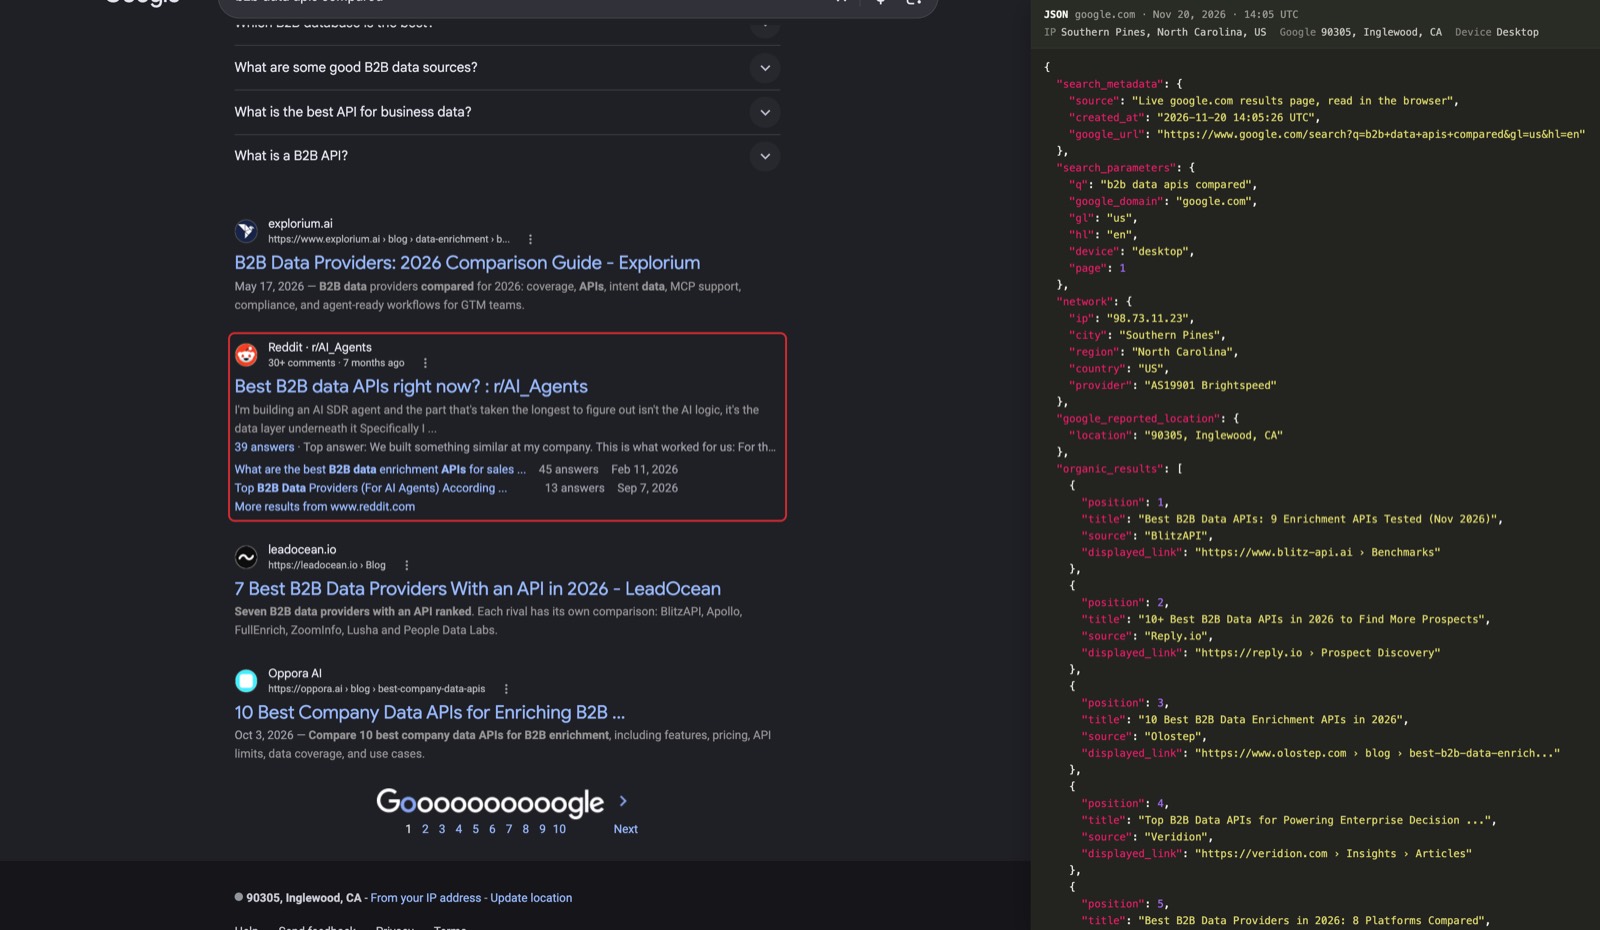 Google
b2b data apis compared
Which B2B database is the best?
What are some good B2B data sources?
What is the best API for business data?
What is a B2B API?
explorium.ai
https://www.explorium.ai › blog › data-enrichment › b...
B2B Data Providers: 2026 Comparison Guide - Explorium
May 17, 2026 — B2B data providers compared for 2026: coverage, APIs, intent data, MCP support,
compliance, and agent-ready workflows for GTM teams.
Reddit · r/AI_Agents
30+ comments · 7 months ago
Best B2B data APIs right now? : r/AI_Agents
I'm building an AI SDR agent and the part that's taken the longest to figure out isn't the AI logic, it's the
data layer underneath it Specifically I ...
39 answers · Top answer: We built something similar at my company. This is what worked for us: For th...
What are the best B2B data enrichment APIs for sales ... 45 answers Feb 11, 2026
Top B2B Data Providers (For AI Agents) According ... 13 answers Sep 7, 2026
More results from www.reddit.com
leadocean.io
https://leadocean.io › Blog
7 Best B2B Data Providers With an API in 2026 - LeadOcean
Seven B2B data providers with an API ranked. Each rival has its own comparison: BlitzAPI, Apollo,
FullEnrich, ZoomInfo, Lusha and People Data Labs.
Oppora AI
https://oppora.ai › blog › best-company-data-apis
10 Best Company Data APIs for Enriching B2B ...
Oct 3, 2026 — Compare 10 best company data APIs for B2B enrichment, including features, pricing, API
limits, data coverage, and use cases.
Goooooooooogle >
1 2 3 4 5 6 7 8 9 10 Next
90305, Inglewood, CA - From your IP address - Update location
Help Send feedback Privacy Terms
JSON google.com · Nov 20, 2026 · 14:05 UTC
IP Southern Pines, North Carolina, US Google 90305, Inglewood, CA Device Desktop
{
"search_metadata": {
"source": "Live google.com results page, read in the browser",
"created_at": "2026-11-20 14:05:26 UTC",
"google_url": "https://www.google.com/search?q=b2b+data+apis+compared&gl=us&hl=en"
},
"search_parameters": {
"q": "b2b data apis compared",
"google_domain": "google.com",
"gl": "us",
"hl": "en",
"device": "desktop",
"page": 1
},
"network": {
"ip": "98.73.11.23",
"city": "Southern Pines",
"region": "North Carolina",
"country": "US",
"provider": "AS19901 Brightspeed"
},
"google_reported_location": {
"location": "90305, Inglewood, CA"
},
"organic_results": [
{
"position": 1,
"title": "Best B2B Data APIs: 9 Enrichment APIs Tested (Nov 2026)",
"source": "BlitzAPI",
"displayed_link": "https://www.blitz-api.ai › Benchmarks"
},
{
"position": 2,
"title": "10+ Best B2B Data APIs in 2026 to Find More Prospects",
"source": "Reply.io",
"displayed_link": "https://reply.io › Prospect Discovery"
},
{
"position": 3,
"title": "10 Best B2B Data Enrichment APIs in 2026",
"source": "Olostep",
"displayed_link": "https://www.olostep.com › blog › best-b2b-data-enrich..."
},
{
"position": 4,
"title": "Top B2B Data APIs for Powering Enterprise Decision ...",
"source": "Veridion",
"displayed_link": "https://veridion.com › Insights › Articles"
},
{
"position": 5,
"title": "Best B2B Data Providers in 2026: 8 Platforms Compared",